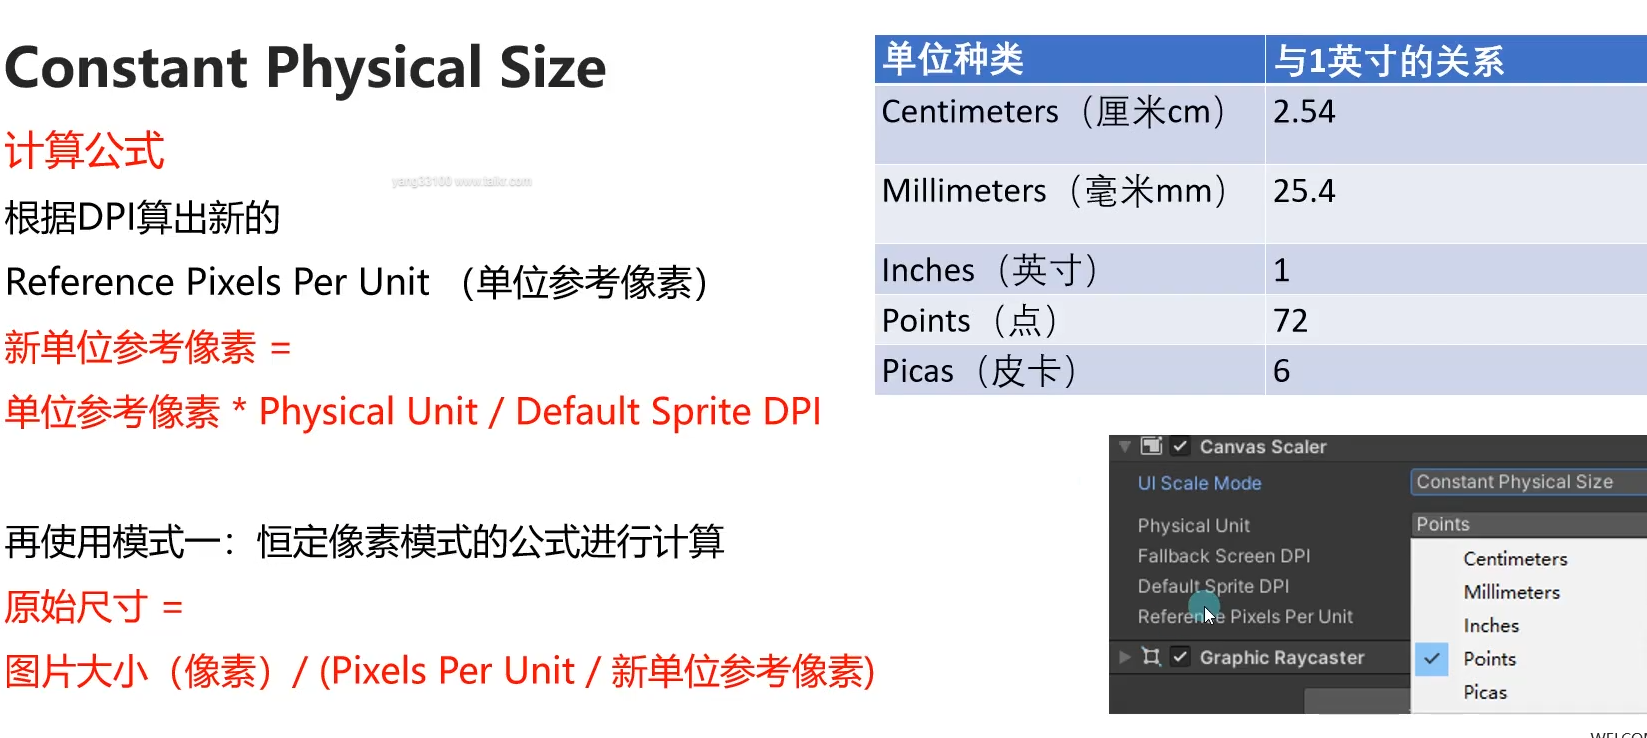 Constant Physical Size
计算公式
yang33100 www.taikr.com
根据DPI算出新的
Reference Pixels Per Unit （单位参考像素）
新单位参考像素 =
单位参考像素 * Physical Unit / Default Sprite DPI
再使用模式一：恒定像素模式的公式进行计算
原始尺寸 =
图片大小（像素）/ (Pixels Per Unit / 新单位参考像素)
单位种类 与1英寸的关系
Centimeters（厘米cm） 2.54
Millimeters（毫米mm） 25.4
Inches（英寸） 1
Points（点） 72
Picas（皮卡） 6
Canvas Scaler
UI Scale Mode Constant Physical Size
Physical Unit Points
Fallback Screen DPI
Default Sprite DPI
Reference Pixels Per Unit
Graphic Raycaster
Centimeters
Millimeters
Inches
Points
Picas